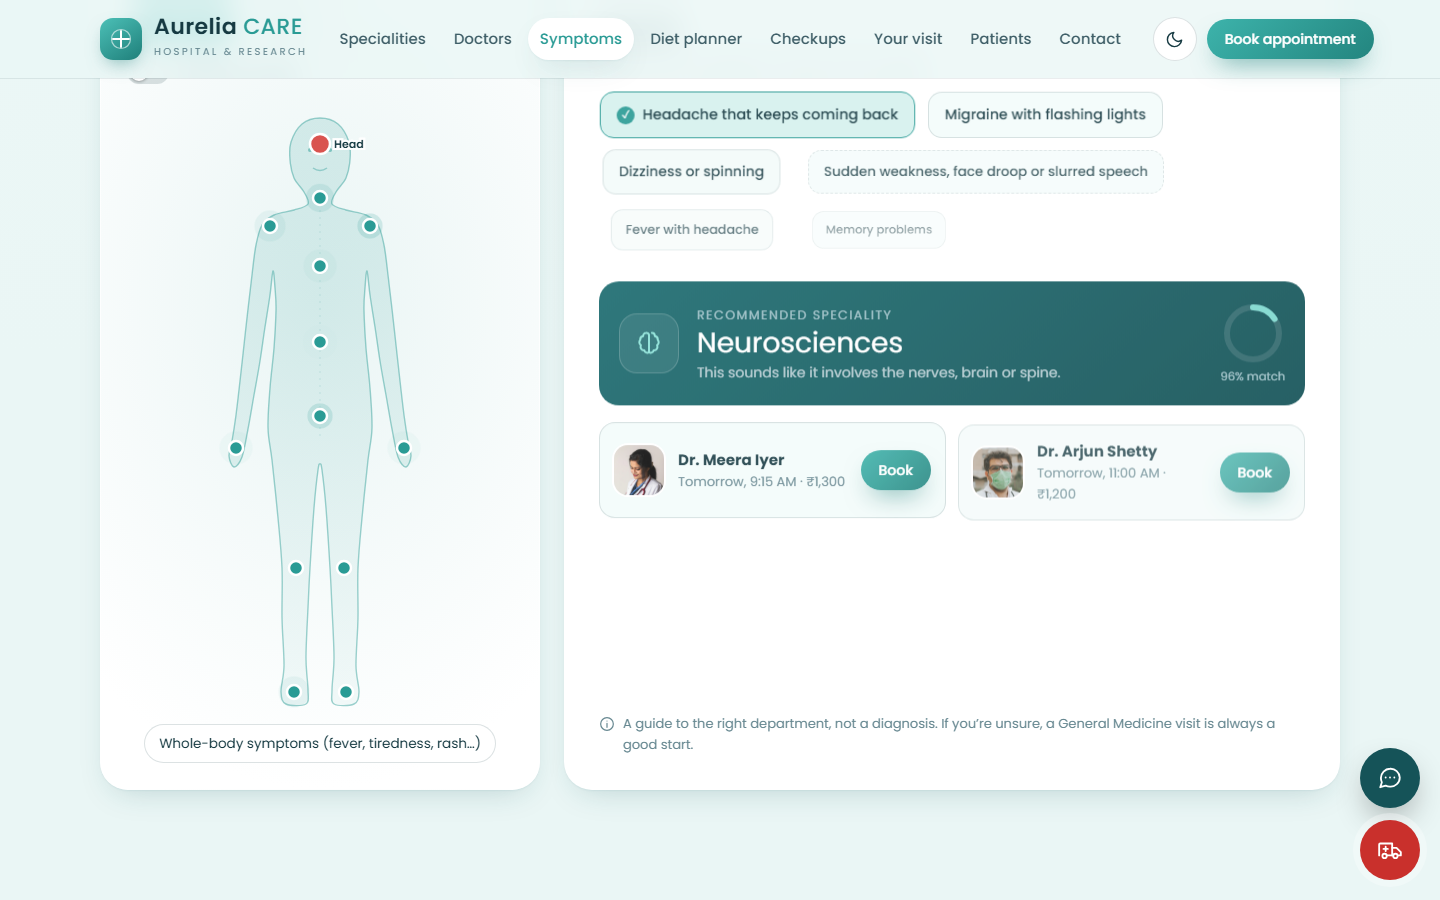 Aurelia CARE
HOSPITAL & RESEARCH
Specialities
Doctors
Symptoms
Diet planner
Checkups
Your visit
Patients
Contact
Book appointment
Head
Whole-body symptoms (fever, tiredness, rash…)
Headache that keeps coming back
Migraine with flashing lights
Dizziness or spinning
Sudden weakness, face droop or slurred speech
Fever with headache
Memory problems
RECOMMENDED SPECIALITY
Neurosciences
This sounds like it involves the nerves, brain or spine.
96% match
Dr. Meera Iyer
Tomorrow, 9:15 AM · ₹1,300
Book
Dr. Arjun Shetty
Tomorrow, 11:00 AM ·
₹1,200
Book
A guide to the right department, not a diagnosis. If you’re unsure, a General Medicine visit is always a
good start.